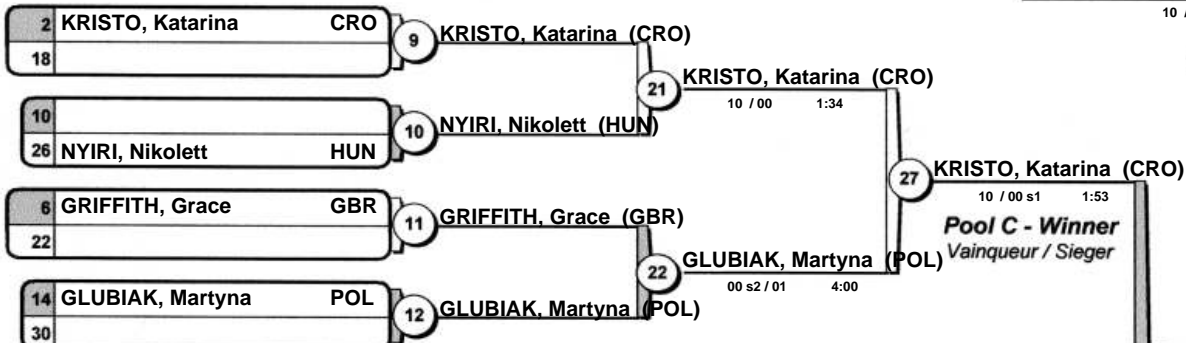 10 /
2 KRISTO, Katarina CRO
18
9
KRISTO, Katarina (CRO)
10
26 NYIRI, Nikolett HUN
10
NYIRI, Nikolett (HUN)
21
KRISTO, Katarina (CRO)
10 / 00 1:34
6 GRIFFITH, Grace GBR
22
11
GRIFFITH, Grace (GBR)
14 GLUBIAK, Martyna POL
30
12
GLUBIAK, Martyna (POL)
22
GLUBIAK, Martyna (POL)
00 s2 / 01 4:00
27
KRISTO, Katarina (CRO)
10 / 00 s1 1:53
Pool C - Winner
Vainqueur / Sieger